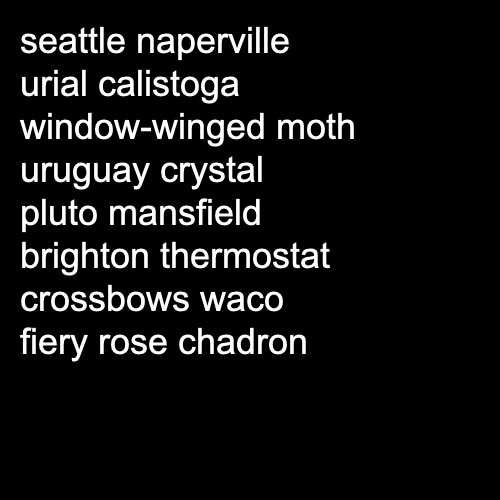 seattle naperville
urial calistoga
window-winged moth
uruguay crystal
pluto mansfield
brighton thermostat
crossbows waco
fiery rose chadron